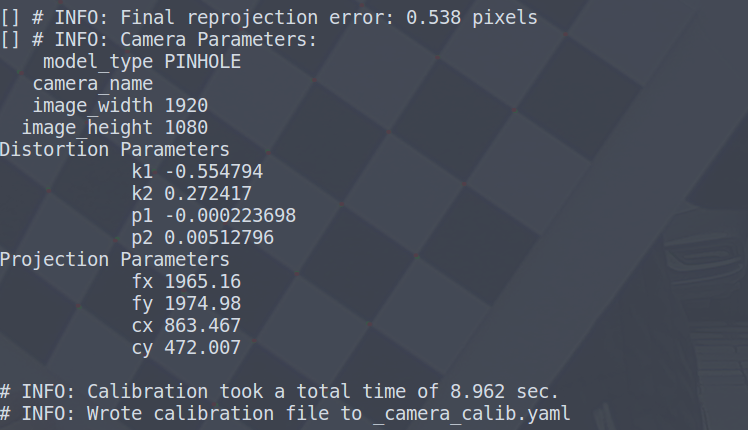 [] # INFO: Final reprojection error: 0.538 pixels
[] # INFO: Camera Parameters:
    model_type PINHOLE
   camera_name
   image_width 1920
  image_height 1080
Distortion Parameters
            k1 -0.554794
            k2 0.272417
            p1 -0.000223698
            p2 0.00512796
Projection Parameters
            fx 1965.16
            fy 1974.98
            cx 863.467
            cy 472.007

# INFO: Calibration took a total time of 8.962 sec.
# INFO: Wrote calibration file to _camera_calib.yaml